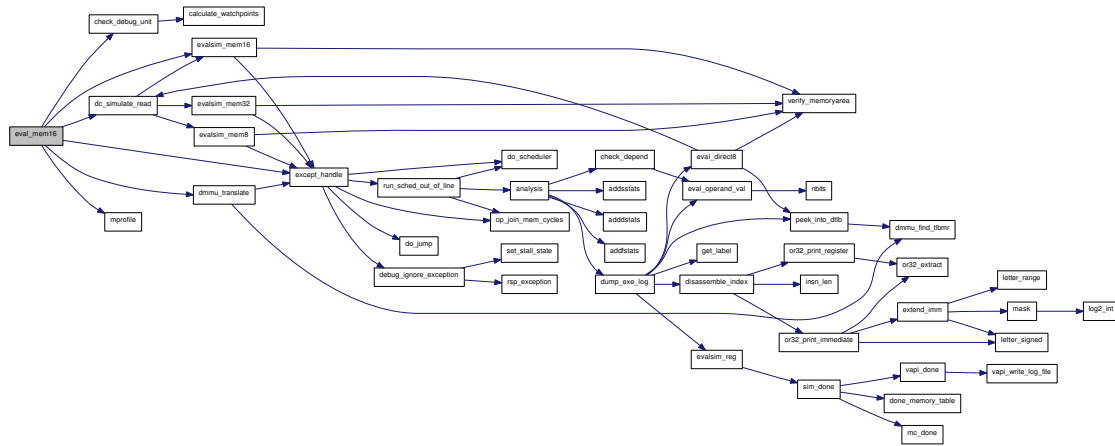 eval_mem16
check_debug_unit
calculate_watchpoints
evalsim_mem16
dc_simulate_read
evalsim_mem32
evalsim_mem8
dmmu_translate
mprofile
except_handle
verify_memoryarea
do_scheduler
run_sched_out_of_line
op_join_mem_cycles
do_jump
debug_ignore_exception
set_stall_state
rsp_exception
analysis
check_depend
addsstats
adddstats
addfstats
dump_exe_log
eval_direct8
eval_operand_val
nbits
peek_into_dtlb
dmmu_find_tlbmr
get_label
disassemble_index
or32_print_register
insn_len
or32_extract
or32_print_immediate
extend_imm
letter_range
mask
log2_int
letter_signed
evalsim_reg
sim_done
vapi_done
vapi_write_log_file
done_memory_table
mc_done